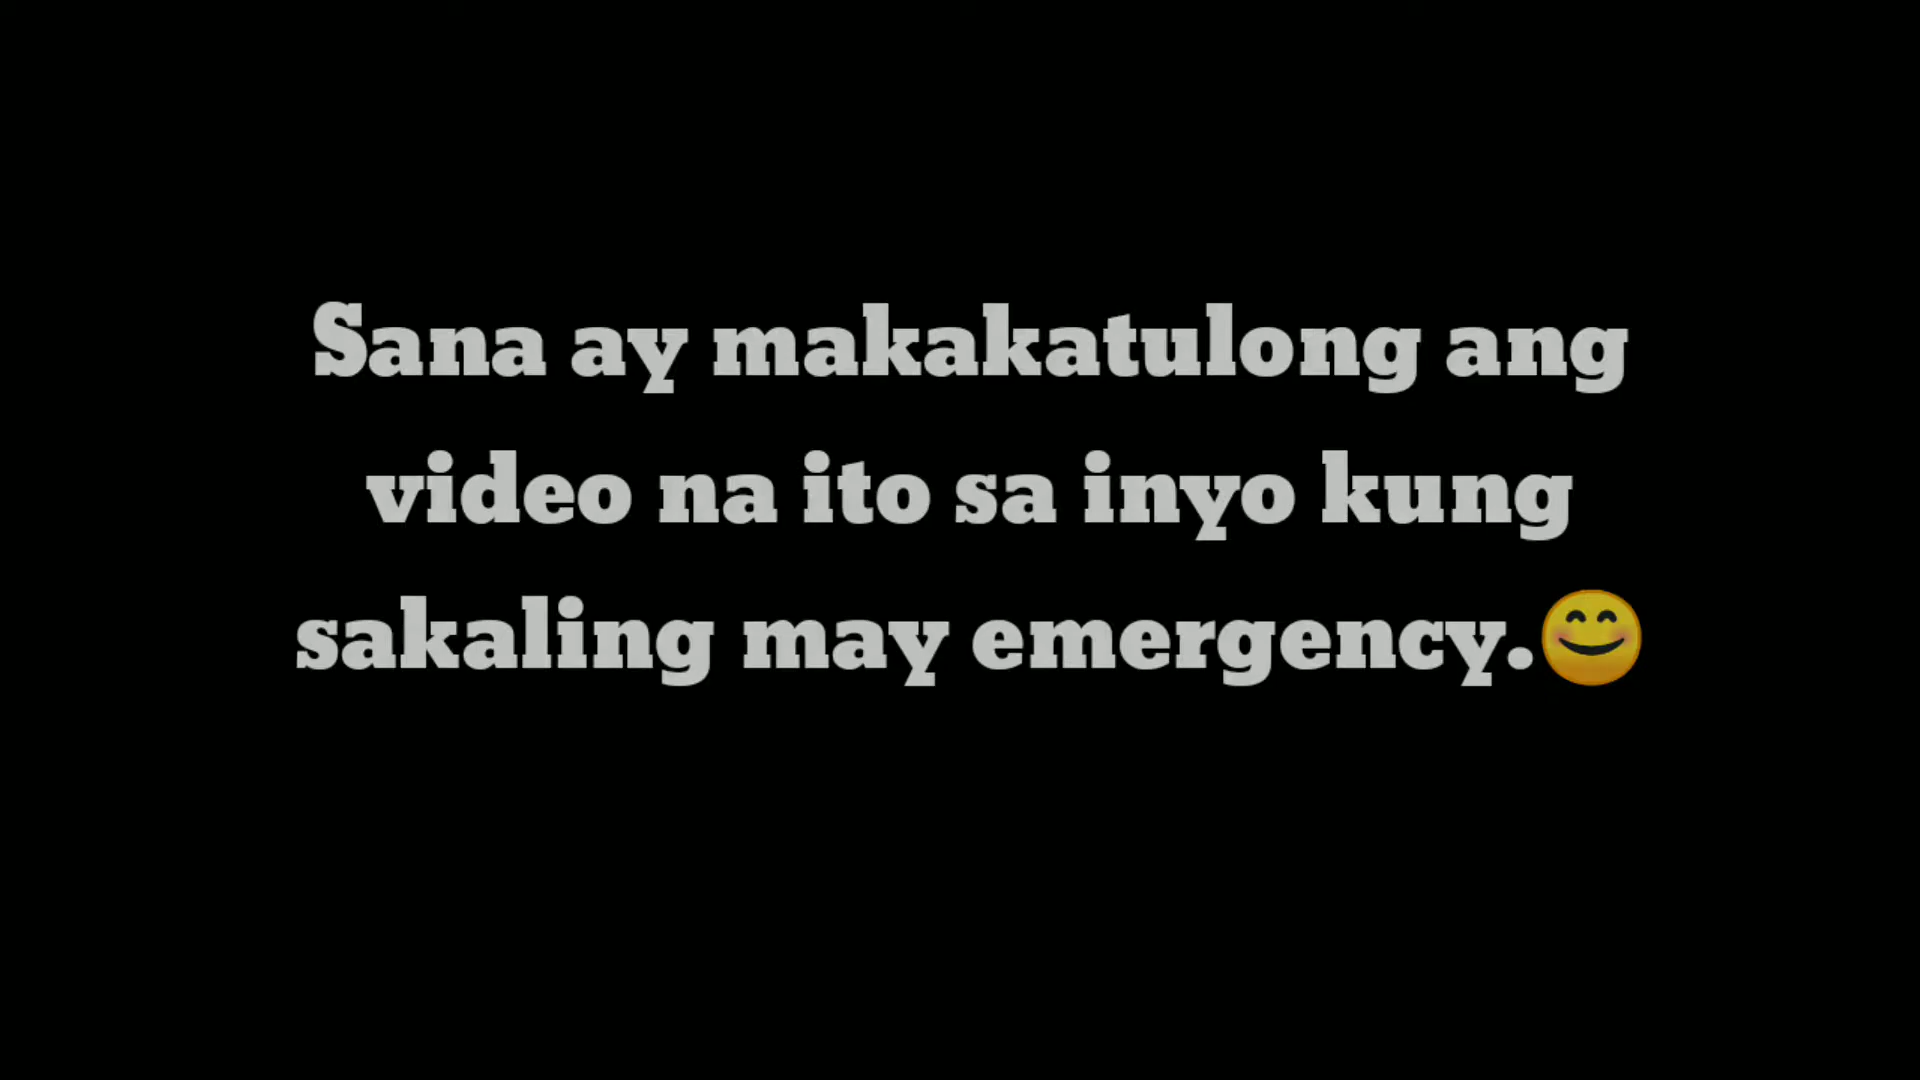 Sana ay makakatulong ang
video na ito sa inyo kung
sakaling may emergency.😊